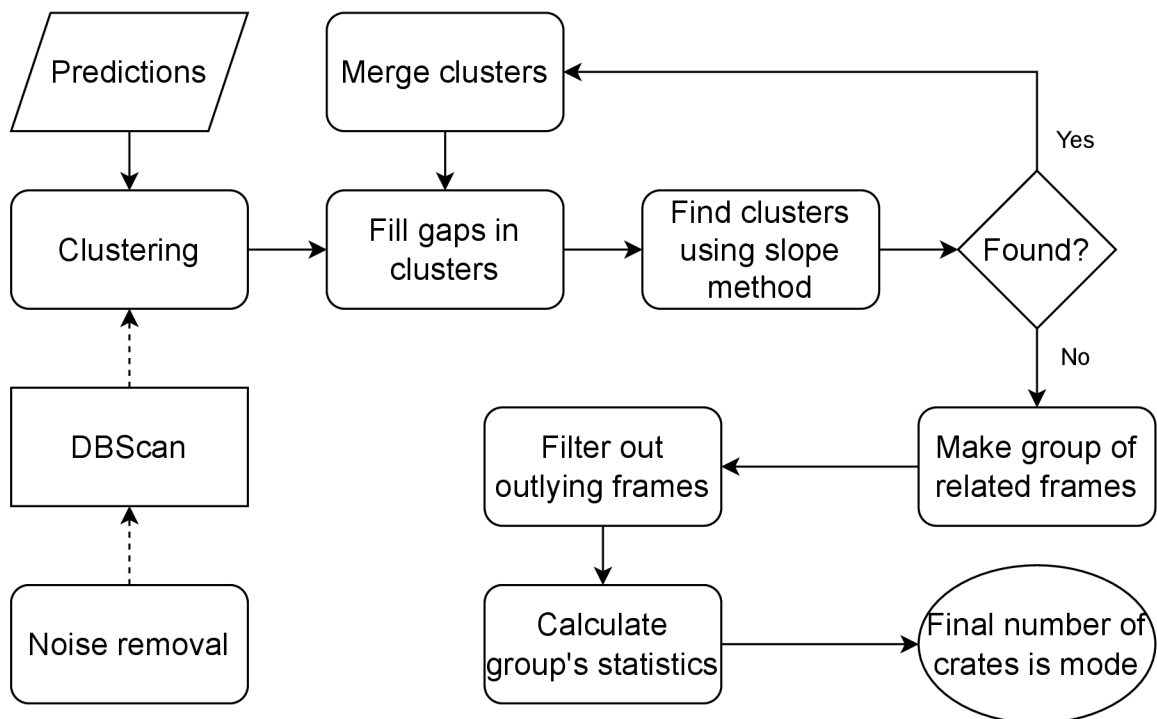 Predictions
Merge clusters
Yes
Clustering
Fill gaps in
clusters
Find clusters
using slope
method
Found?
No
DBScan
Filter out
outlying frames
Make group of
related frames
Noise removal
Calculate
group's statistics
Final number of
crates is mode